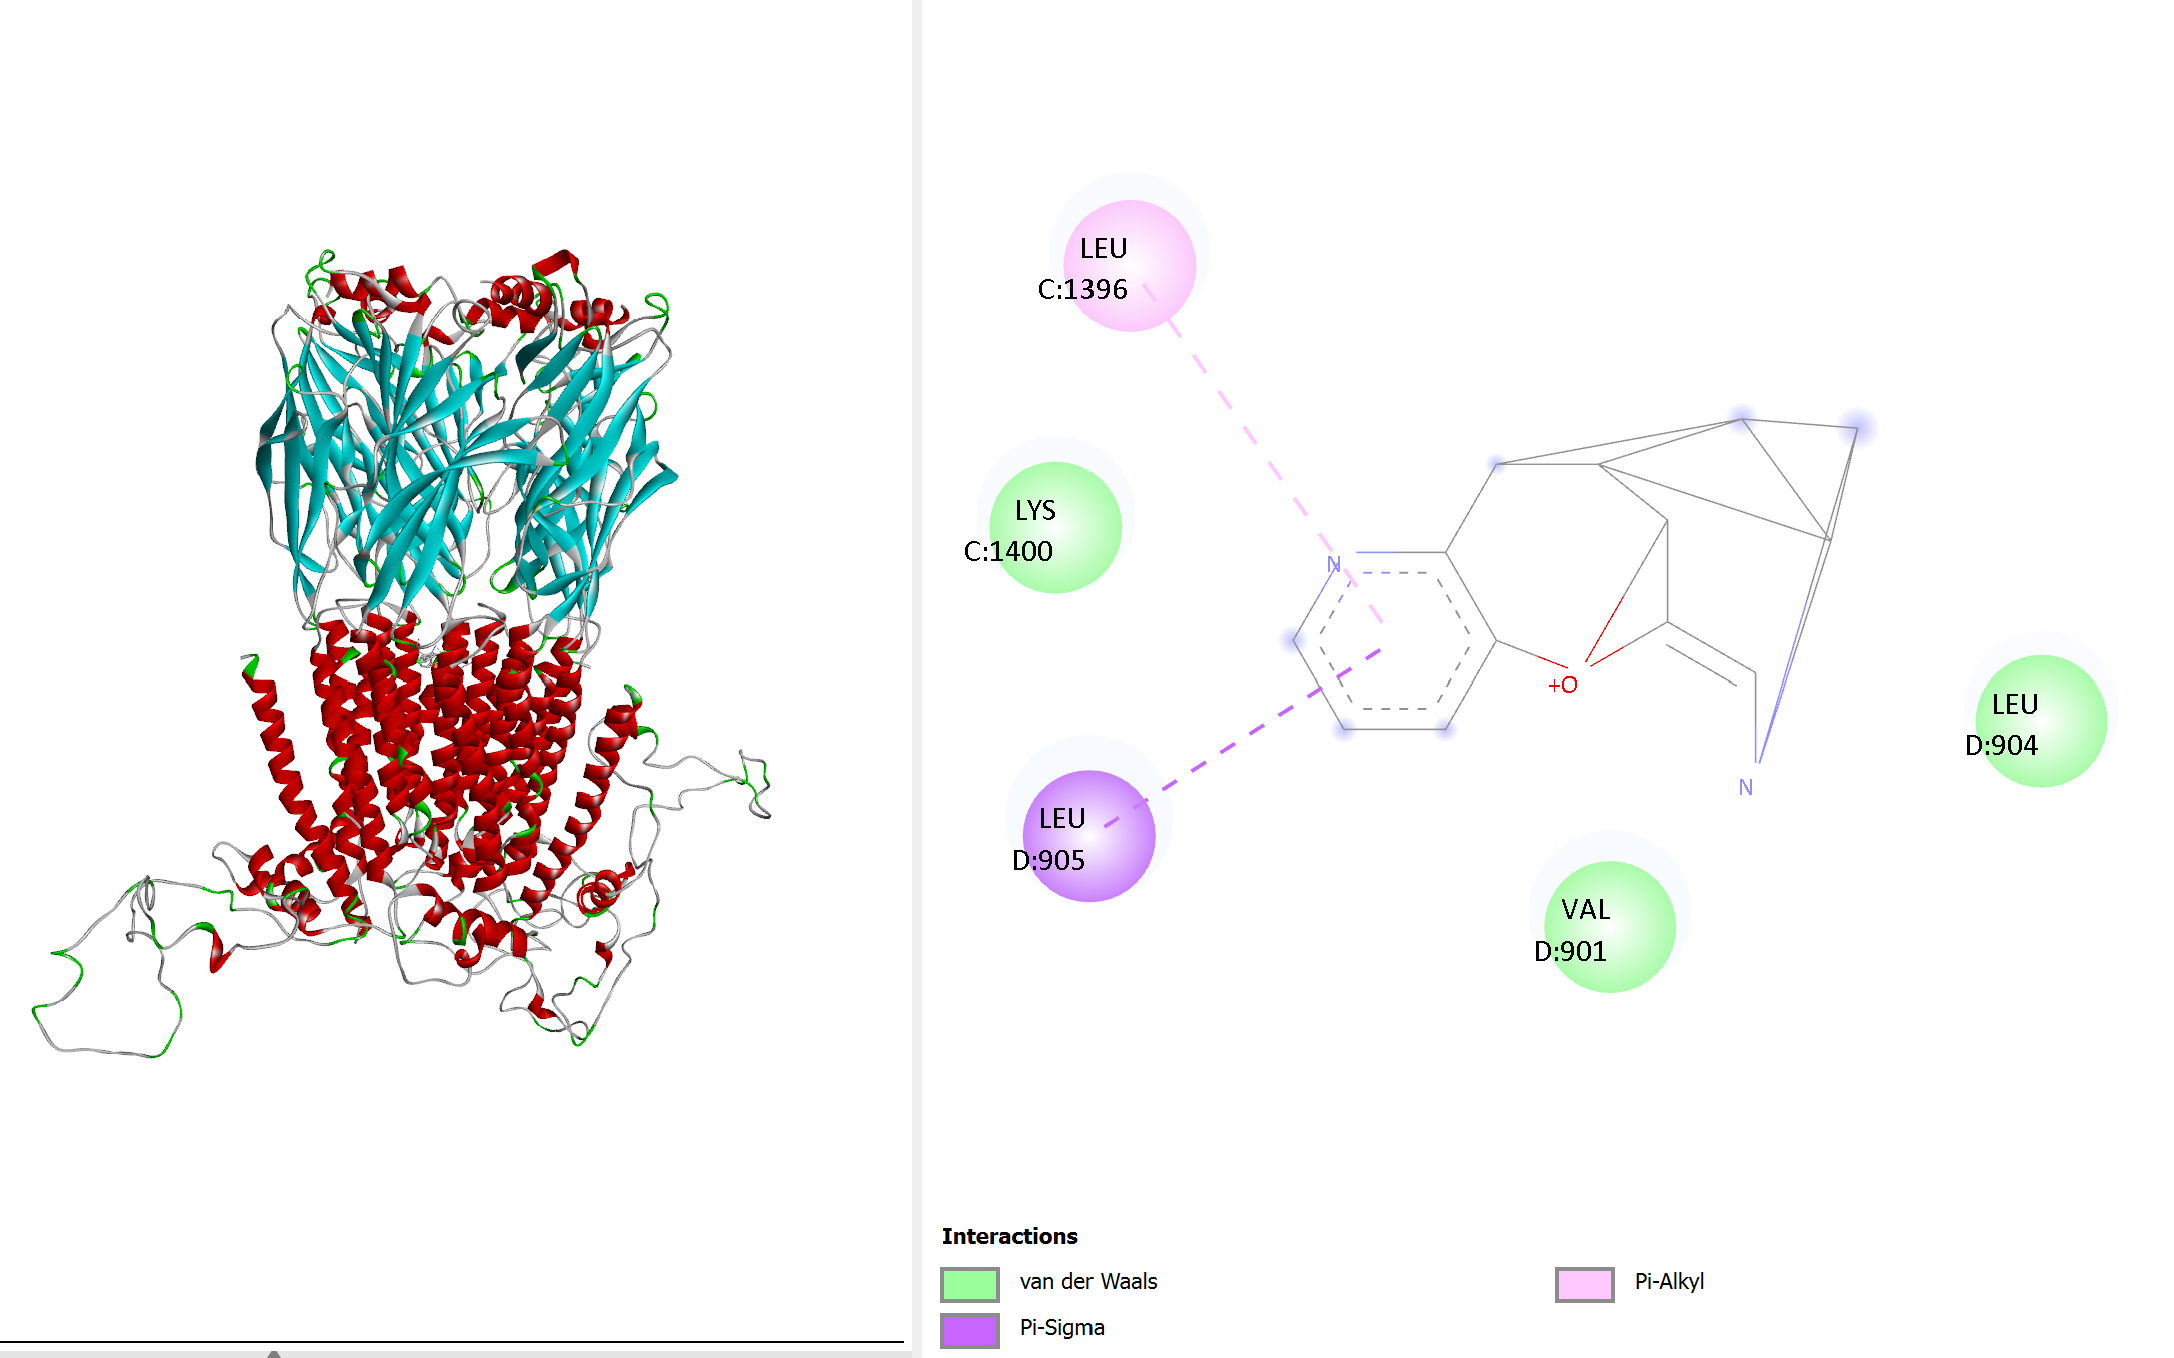 LEU
C:1396
LYS
C:1400
N
+O
LEU
D:904
N
LEU
D:905
VAL
D:901
Interactions
van der Waals
Pi-Alkyl
Pi-Sigma